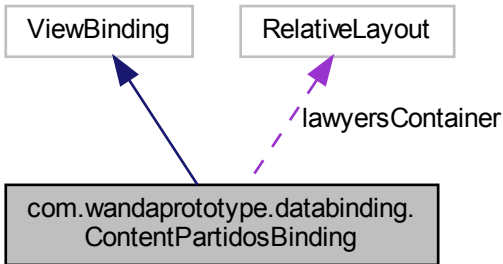 ViewBinding
RelativeLayout
lawyersContainer
com.wandaprototype.databinding.
ContentPartidosBinding